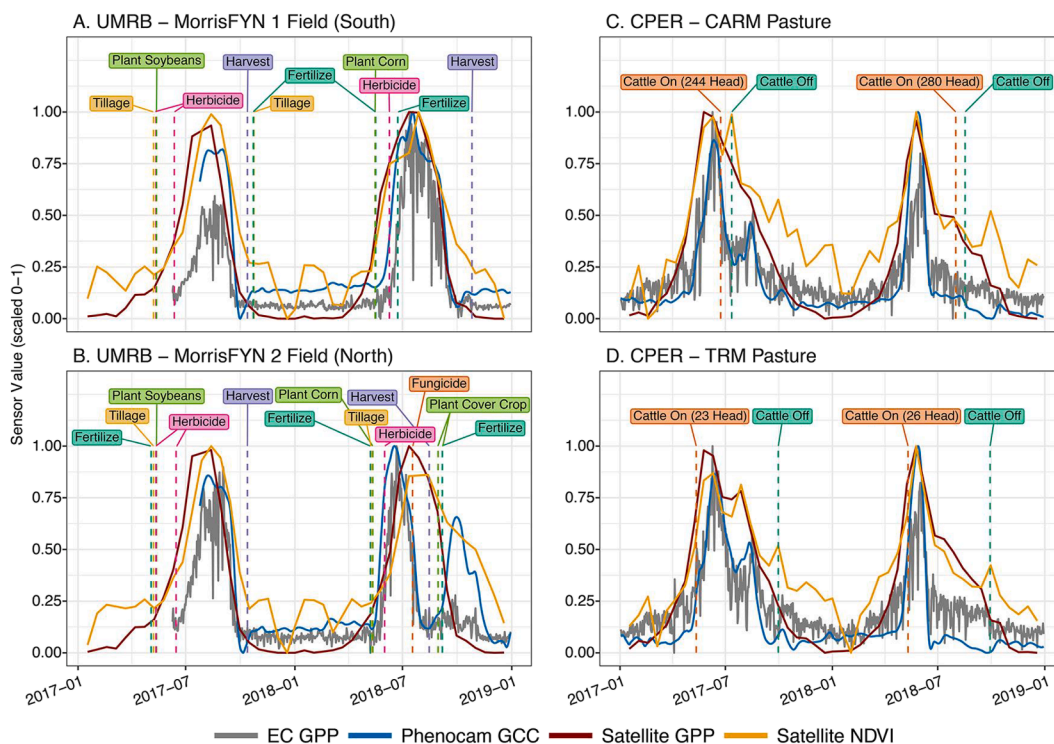 A. UMRB – MorrisFYN 1 Field (South)
Plant Soybeans
Harvest
Plant Corn
Harvest
Fertilize
Herbicide
Tillage
Herbicide
Tillage
Fertilize
1.00
0.75
0.50
0.25
0.00
C. CPER – CARM Pasture
Cattle On (244 Head)
Cattle Off
Cattle On (280 Head)
Cattle Off
Sensor Value (scaled 0–1)
B. UMRB – MorrisFYN 2 Field (North)
Fungicide
Plant Soybeans
Harvest
Plant Corn
Harvest
Plant Cover Crop
Tillage
Fertilize
Tillage
Herbicide
Herbicide
Fertilize
Fertilize
1.00
0.75
0.50
0.25
0.00
2017–01
2017–07
2018–01
2018–07
2019–01
D. CPER – TRM Pasture
Cattle On (23 Head)
Cattle Off
Cattle On (26 Head)
Cattle Off
2017–01
2017–07
2018–01
2018–07
2019–01
EC GPP
Phenocam GCC
Satellite GPP
Satellite NDVI